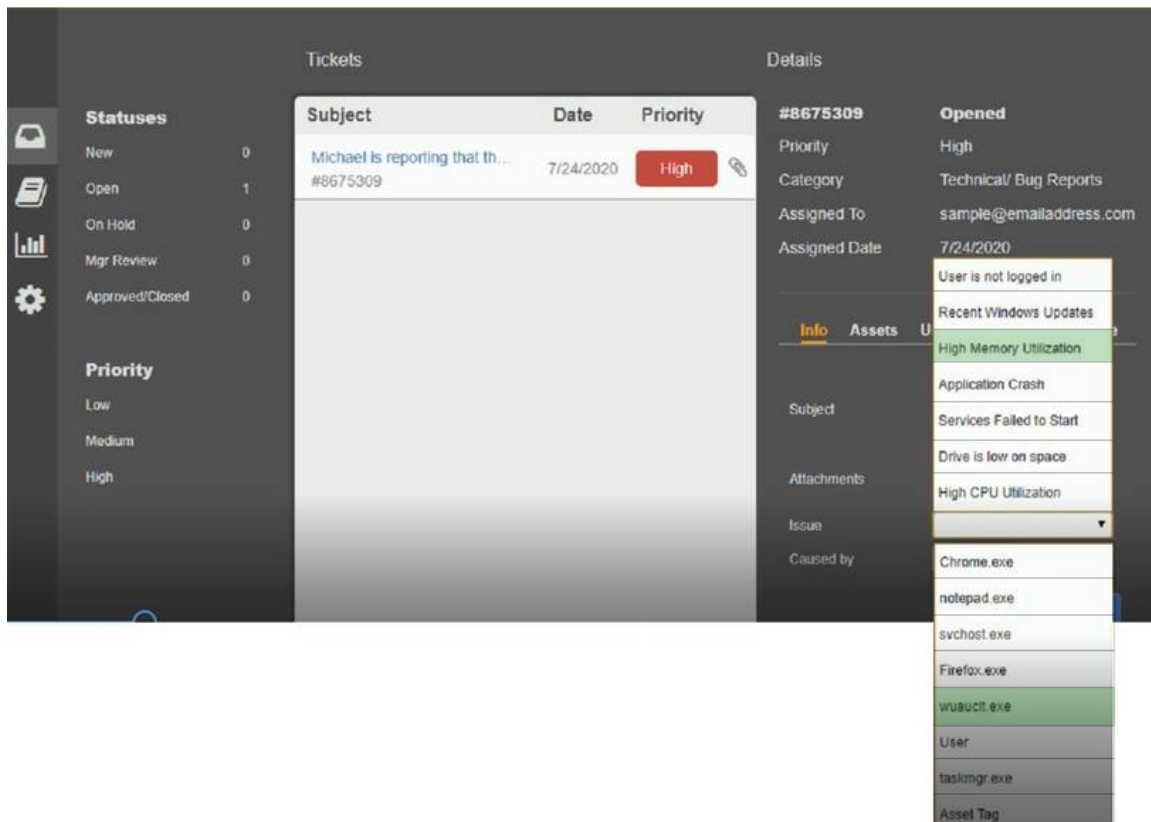 Tickets
Details
Statuses
New 0
Open 1
On Hold 0
Mgr Review 0
Approved/Closed 0
Priority
Low
Medium
High
Subject Date Priority
Michael is reporting that th...
#8675309
7/24/2020 High
#8675309 Opened
Priority High
Category Technical/ Bug Reports
Assigned To sample@emailaddress.com
Assigned Date 7/24/2020
Info Assets
Subject
Attachments
Issue
Caused by
User is not logged in
Recent Windows Updates
High Memory Utilization
Application Crash
Services Failed to Start
Drive is low on space
High CPU Utilization
Chrome.exe
notepad.exe
svchost.exe
Firefox.exe
wuauclt.exe
User
taskmgr.exe
Asset Tag